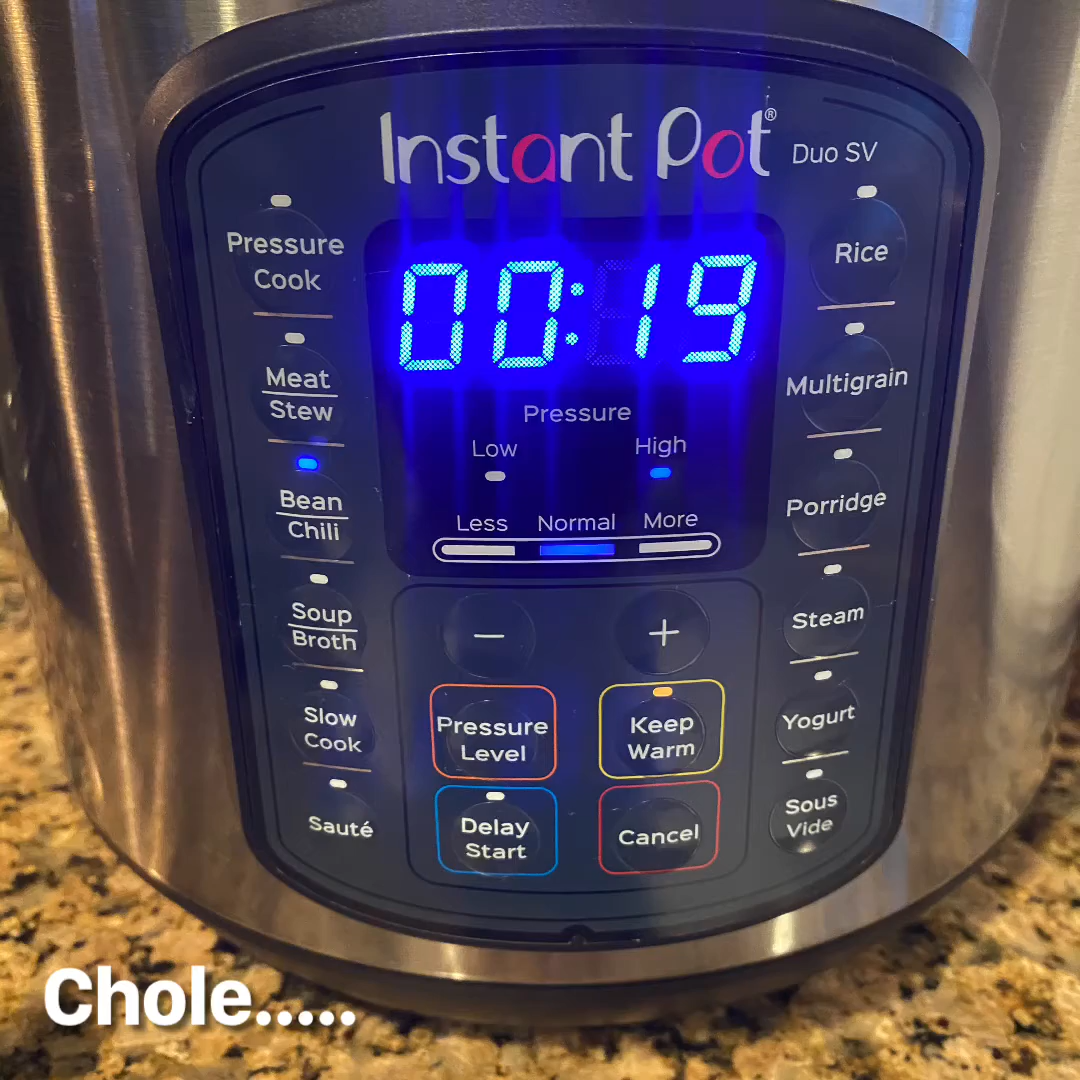 Instant Pot® Duo SV
00:19
Pressure
Cook
Meat
Stew
Bean
Chili
Soup
Broth
Slow
Cook
Sauté
Pressure
Low High
Less Normal More
− +
Pressure
Level
Keep
Warm
Delay
Start
Cancel
Rice
Multigrain
Porridge
Steam
Yogurt
Sous
Vide
Chole.....